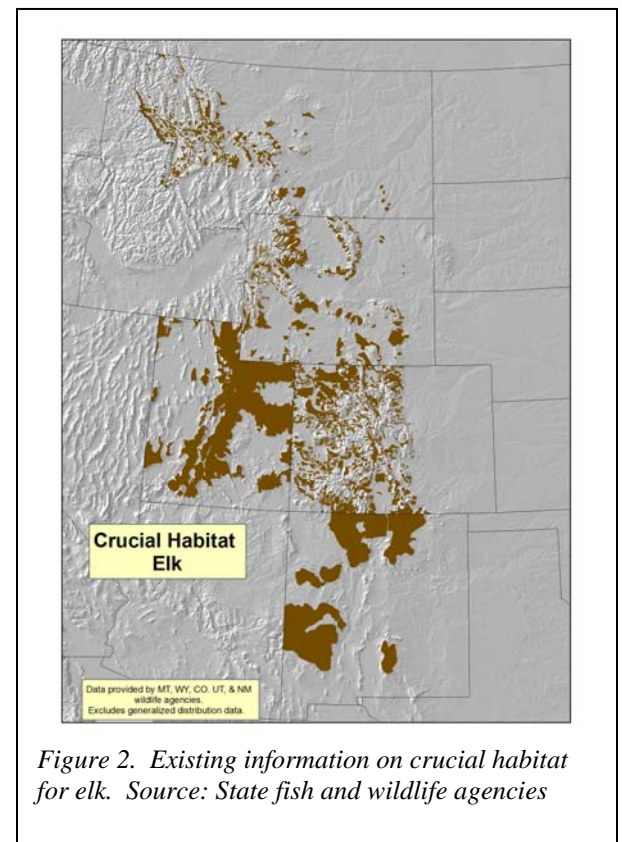 Crucial Habitat
Elk
Data provided by MT, WY, CO. UT, & NM
wildlife agencies.
Excludes generalized distribution data.
Figure 2.  Existing information on crucial habitat
for elk.  Source: State fish and wildlife agencies